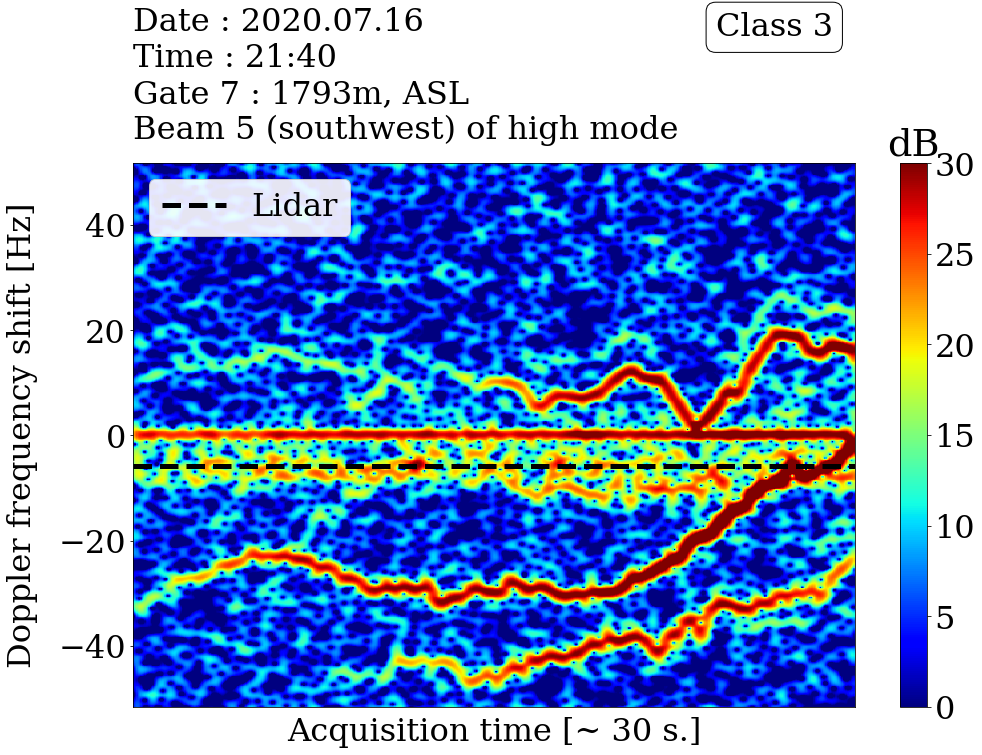 Date : 2020.07.16
Time : 21:40
Gate 7 : 1793m, ASL
Beam 5 (southwest) of high mode
Class 3
dB
Lidar
Doppler frequency shift [Hz]
40
20
0
−20
−40
30
25
20
15
10
5
0
Acquisition time [~ 30 s.]